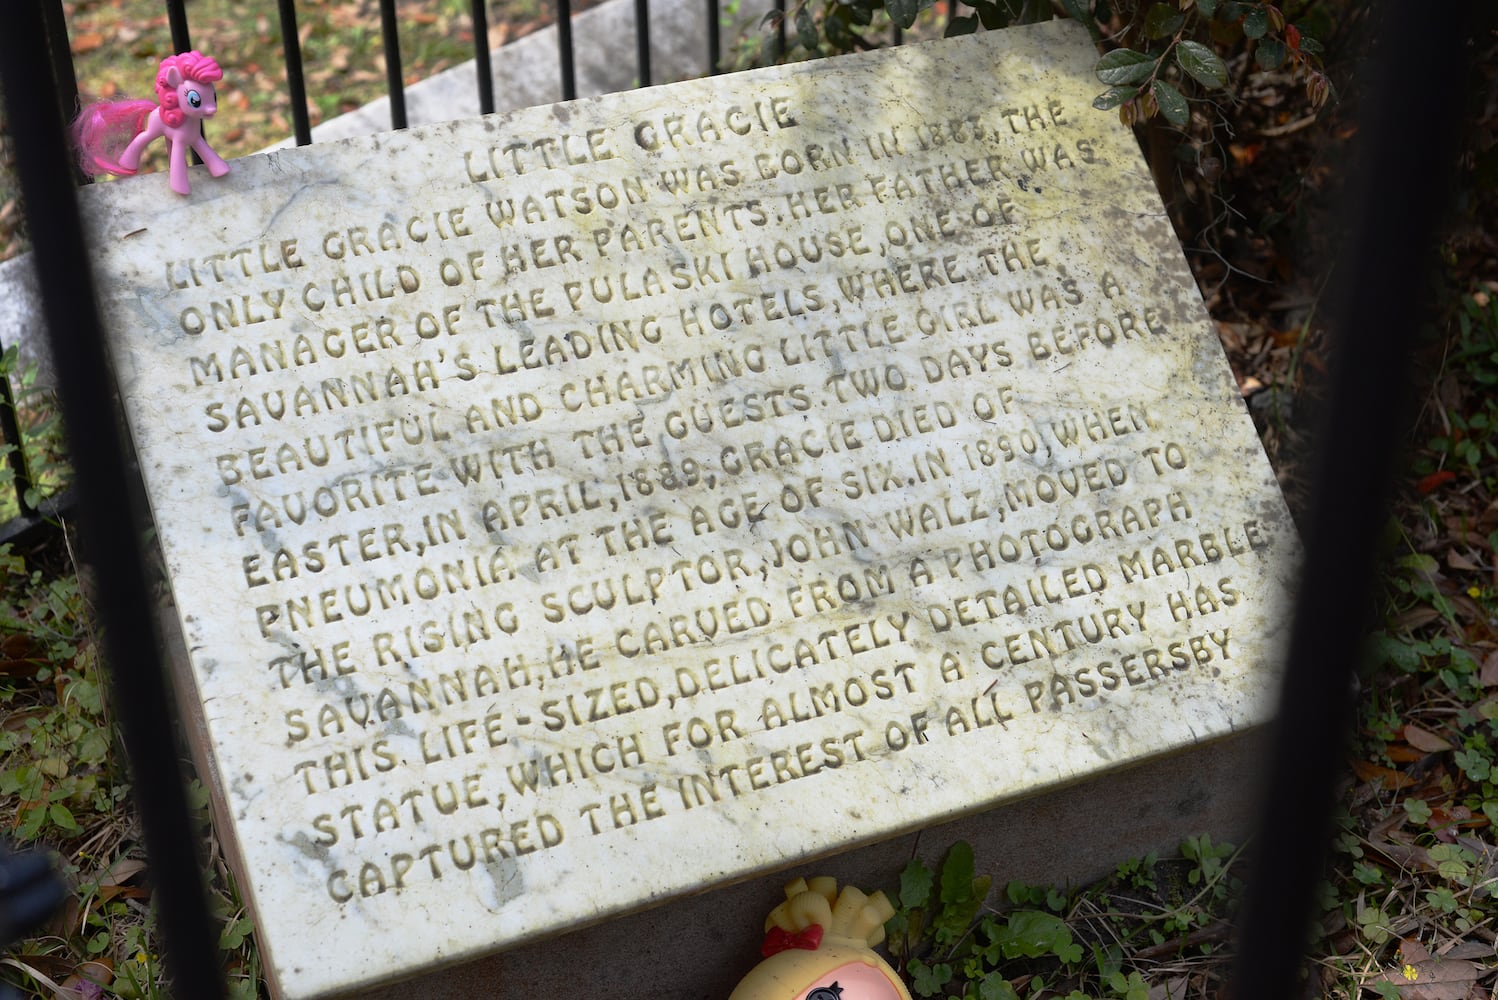 LITTLE GRACIE
LITTLE GRACIE WATSON WAS BORN IN 1883, THE
ONLY CHILD OF HER PARENTS. HER FATHER WAS
MANAGER OF THE PULASKI HOUSE, ONE OF
SAVANNAH'S LEADING HOTELS, WHERE THE
BEAUTIFUL AND CHARMING LITTLE GIRL WAS A
FAVORITE WITH THE GUESTS. TWO DAYS BEFORE
EASTER, IN APRIL, 1889, GRACIE DIED OF
PNEUMONIA AT THE AGE OF SIX. IN 1890, WHEN
THE RISING SCULPTOR, JOHN WALZ, MOVED TO
SAVANNAH, HE CARVED FROM A PHOTOGRAPH
THIS LIFE-SIZED, DELICATELY DETAILED MARBLE
STATUE, WHICH FOR ALMOST A CENTURY HAS
CAPTURED THE INTEREST OF ALL PASSERSBY